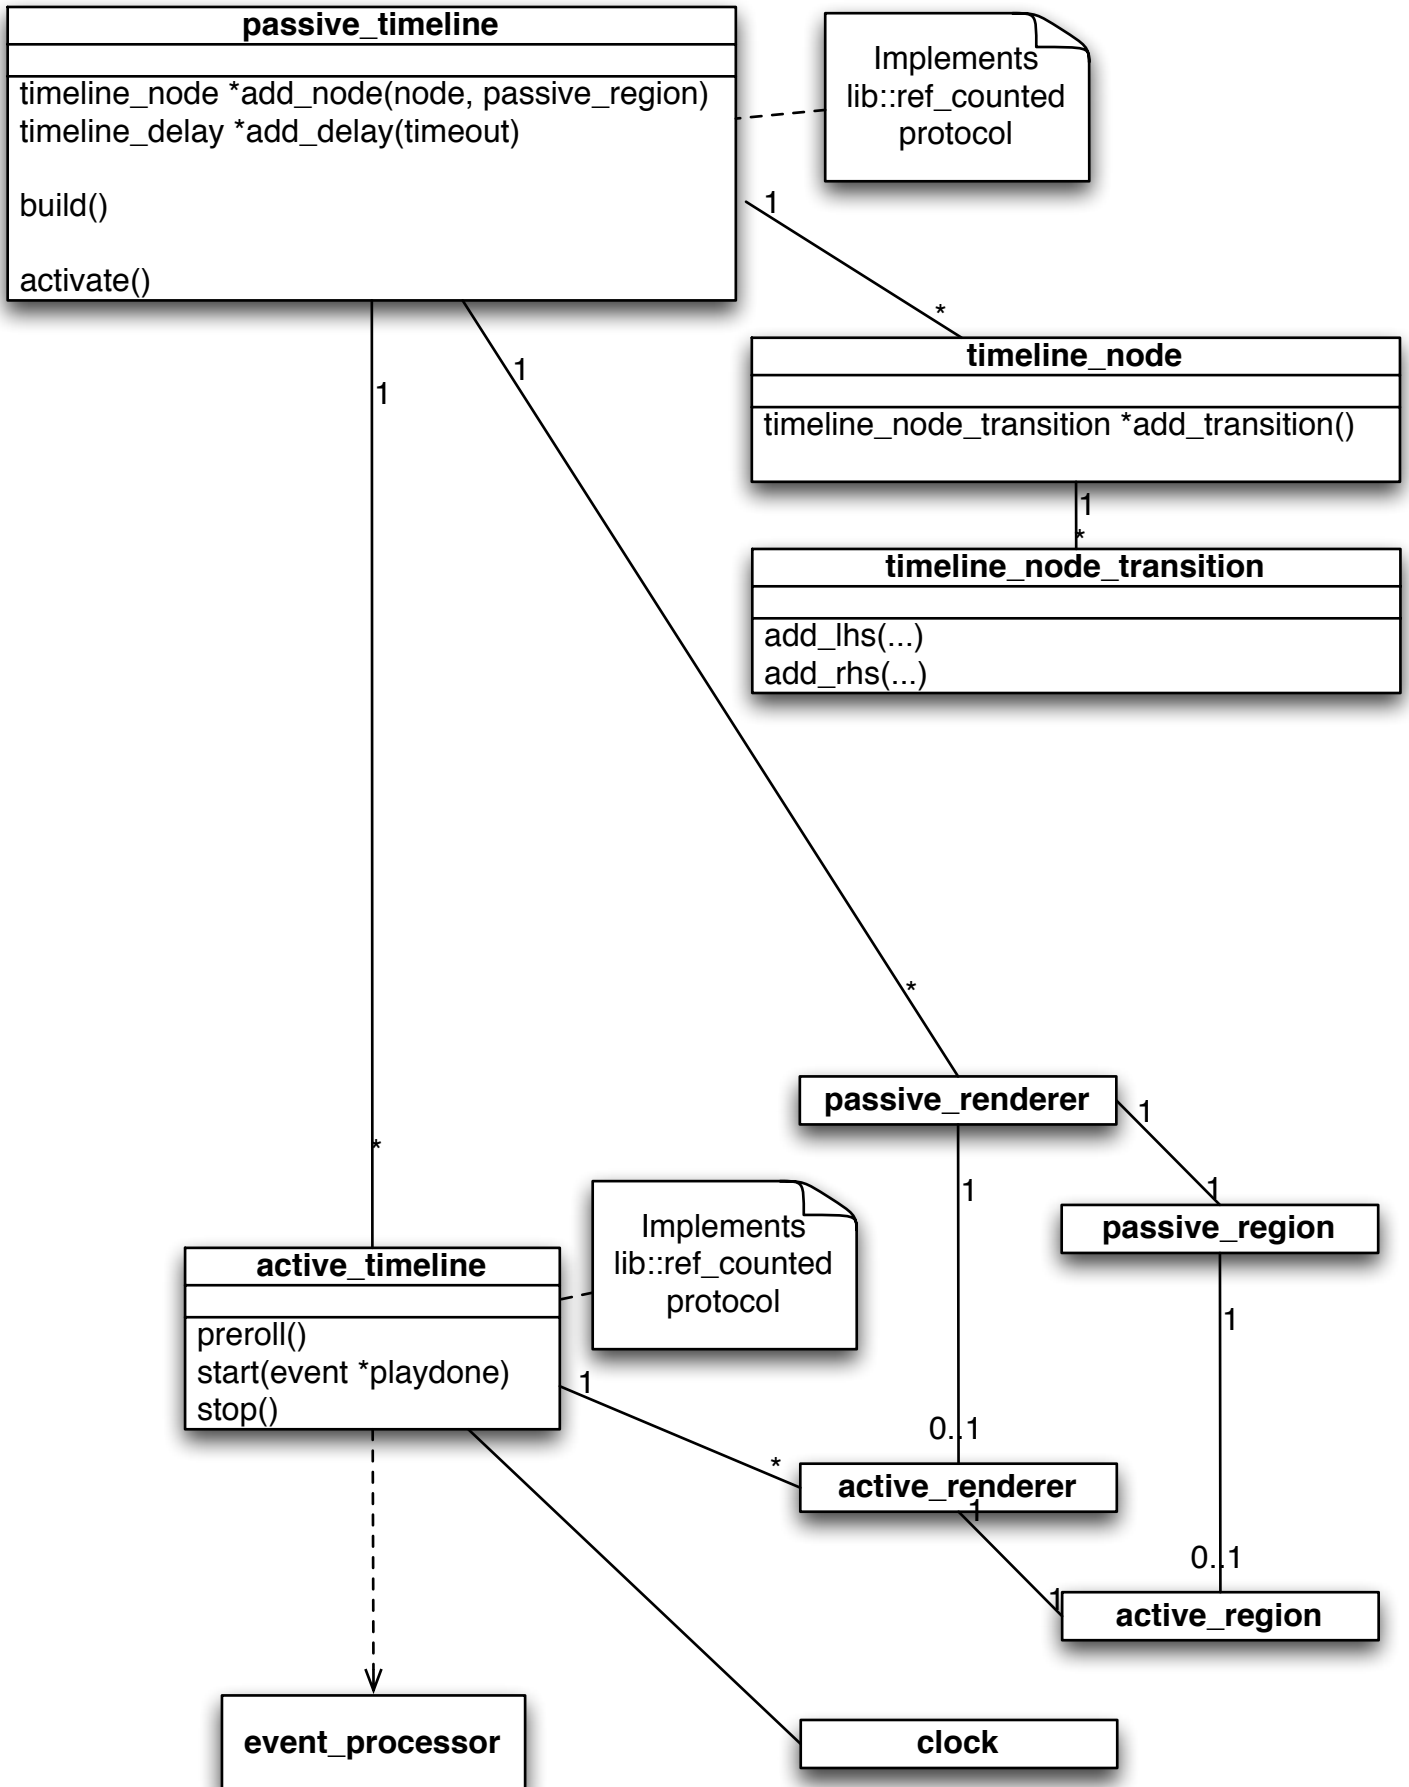 passive_timeline
timeline_node *add_node(node, passive_region)
timeline_delay *add_delay(timeout)
build()
activate()
Implements
lib::ref_counted
protocol
1
*
timeline_node
timeline_node_transition *add_transition()
1
*
timeline_node_transition
add_lhs(...)
add_rhs(...)
1
1
*
*
passive_renderer
1
1
passive_region
1
0..1
1
0..1
active_timeline
preroll()
start(event *playdone)
stop()
Implements
lib::ref_counted
protocol
1
*
active_renderer
1
1
active_region
event_processor
clock